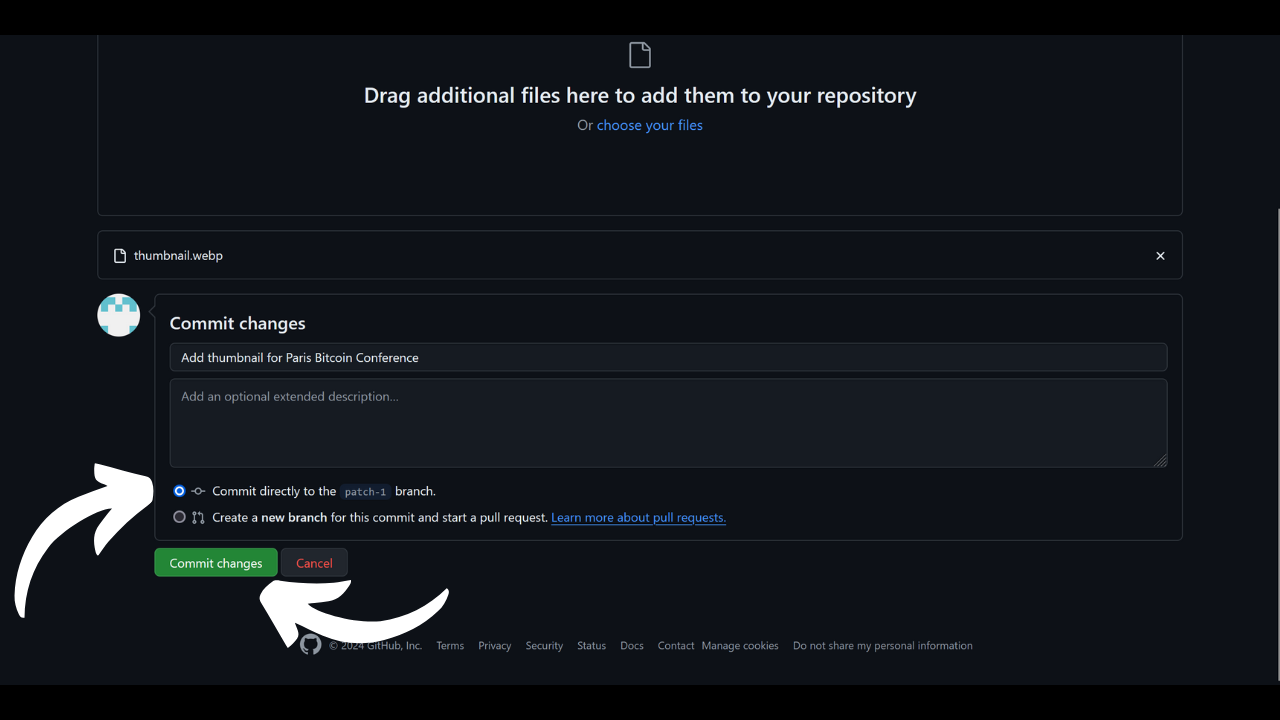 Drag additional files here to add them to your repository
Or choose your files
thumbnail.webp
Commit changes
Add thumbnail for Paris Bitcoin Conference
Add an optional extended description...
Commit directly to the patch-1 branch.
Create a new branch for this commit and start a pull request. Learn more about pull requests.
Commit changes Cancel
© 2024 GitHub, Inc. Terms Privacy Security Status Docs Contact Manage cookies Do not share my personal information